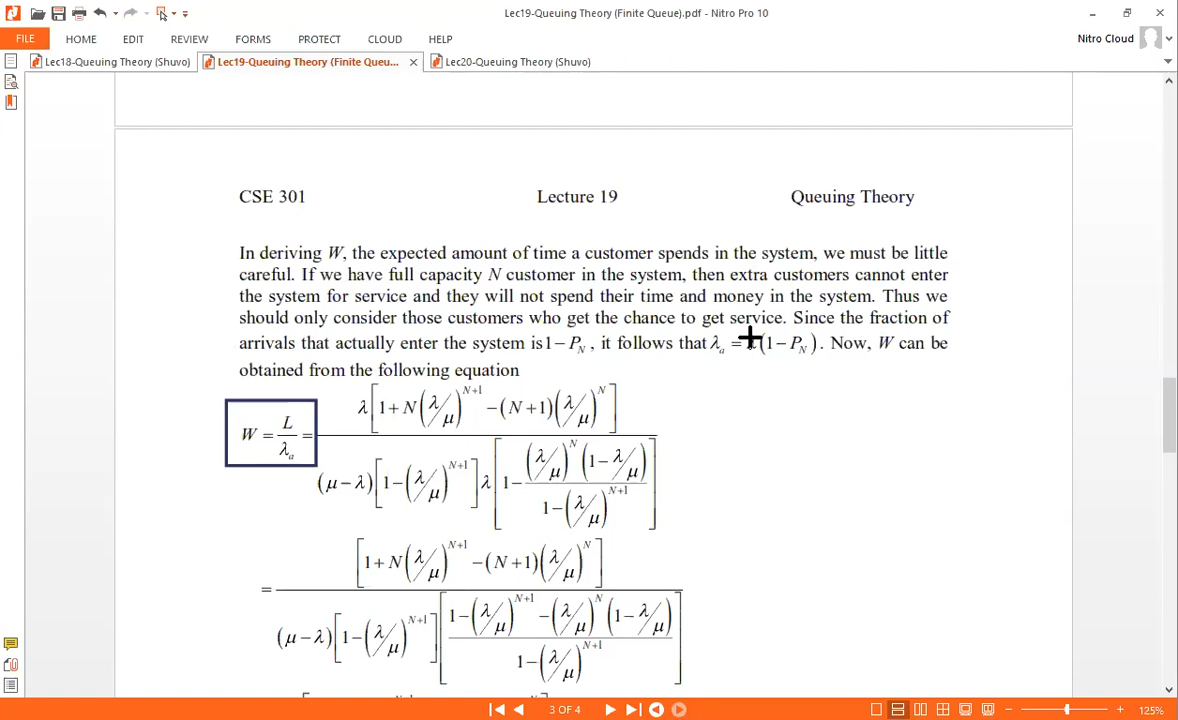 Lec19-Queuing Theory (Finite Queue).pdf - Nitro Pro 10
FILE HOME EDIT REVIEW FORMS PROTECT CLOUD HELP Nitro Cloud
Lec18-Queuing Theory (Shuvo) Lec19-Queuing Theory (Finite Queu... Lec20-Queuing Theory (Shuvo)
CSE 301 Lecture 19 Queuing Theory
In deriving W, the expected amount of time a customer spends in the system, we must be little
careful. If we have full capacity N customer in the system, then extra customers cannot enter
the system for service and they will not spend their time and money in the system. Thus we
should only consider those customers who get the chance to get service. Since the fraction of
arrivals that actually enter the system is 1−P_N , it follows that λ_a = (1−P_N). Now, W can be
obtained from the following equation
W = L/λ_a = λ[1+N(λ/μ)^{N+1} −(N+1)(λ/μ)^N] / (μ−λ)[1−(λ/μ)^{N+1}]λ[1− (λ/μ)^N (1−λ/μ) / 1−(λ/μ)^{N+1}]
= [1+N(λ/μ)^{N+1} −(N+1)(λ/μ)^N] / (μ−λ)[1−(λ/μ)^{N+1}][1−(λ/μ)^{N+1} −(λ/μ)^N (1−λ/μ) / 1−(λ/μ)^{N+1}]
3 OF 4 125%